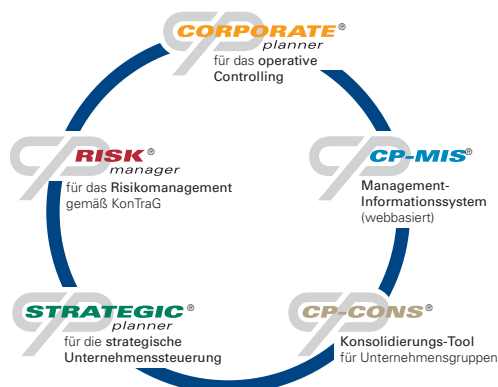 CORPORATE®
planner
für das operative
Controlling
RISK®
manager
für das Risikomanagement
gemäß KonTraG
CP-MIS®
Management-
Informationssystem
(webbasiert)
STRATEGIC®
planner
für die strategische
Unternehmenssteuerung
CP-CONS®
Konsolidierungs-Tool
für Unternehmensgruppen